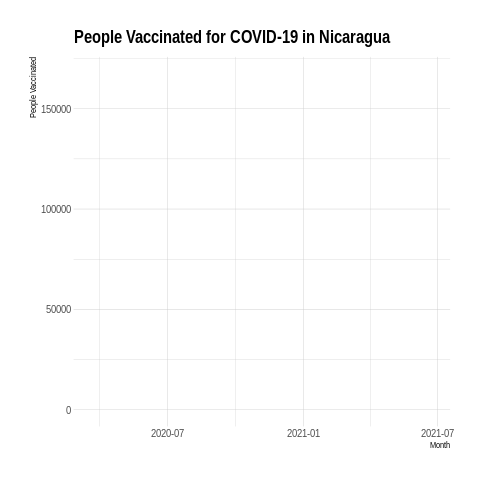 People Vaccinated for COVID-19 in Nicaragua
People Vaccinated
150000
100000
50000
0
2020-07
2021-01
2021-07
Month